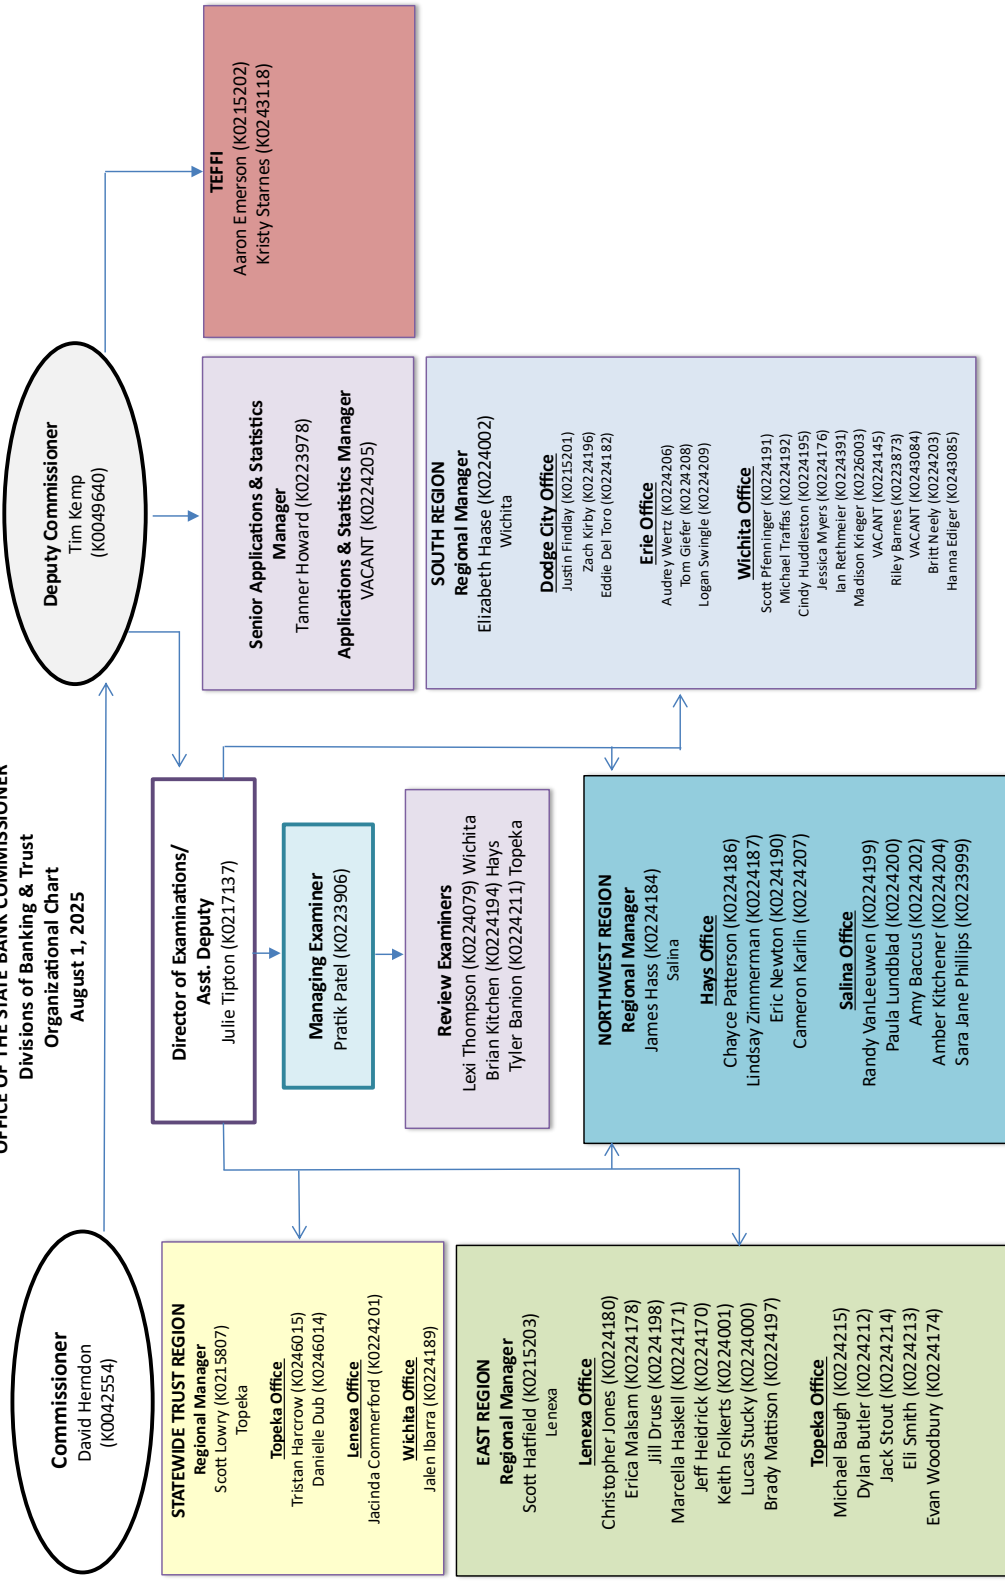 OFFICE OF THE STATE BANK COMMISSIONER
Divisions of Banking & Trust
Organizational Chart
August 1, 2025
Commissioner
David Herndon
(K0042554)
Deputy Commissioner
Tim Kemp
(K0049640)
Director of Examinations/
Asst. Deputy
Julie Tipton (K0217137)
Managing Examiner
Pratik Patel (K0223906)
Review Examiners
Lexi Thompson (K0224079) Wichita
Brian Kitchen (K0224194) Hays
Tyler Banion (K0224211) Topeka
Senior Applications & Statistics
Manager
Tanner Howard (K0223978)
Applications & Statistics Manager
VACANT (K0224205)
TEFFI
Aaron Emerson (K0215202)
Kristy Starnes (K0243118)
STATEWIDE TRUST REGION
Regional Manager
Scott Lowry (K0215807)
Topeka
Topeka Office
Tristan Harcrow (K0246015)
Danielle Dub (K0246014)
Lenexa Office
Jacinda Commerford (K0224201)
Wichita Office
Jalen Ibarra (K0224189)
EAST REGION
Regional Manager
Scott Hatfield (K0215203)
Lenexa
Lenexa Office
Christopher Jones (K0224180)
Erica Malsam (K0224178)
Jill Druse (K0224198)
Marcella Haskell (K0224171)
Jeff Heidrick (K0224170)
Keith Folkerts (K0224001)
Lucas Stucky (K0224000)
Brady Mattison (K0224197)
Topeka Office
Michael Baugh (K0224215)
Dylan Butler (K0224212)
Jack Stout (K0224214)
Eli Smith (K0224213)
Evan Woodbury (K0224174)
NORTHWEST REGION
Regional Manager
James Hass (K0224184)
Salina
Hays Office
Chayce Patterson (K0224186)
Lindsay Zimmerman (K0224187)
Eric Newton (K0224190)
Cameron Karlin (K0224207)
Salina Office
Randy VanLeeuwen (K0224199)
Paula Lundblad (K0224200)
Amy Baccus (K0224202)
Amber Kitchener (K0224204)
Sara Jane Phillips (K0223999)
SOUTH REGION
Regional Manager
Elizabeth Haase (K0224002)
Wichita
Dodge City Office
Justin Findlay (K0215201)
Zach Kirby (K0224196)
Eddie Del Toro (K0224182)
Erie Office
Audrey Wertz (K0224206)
Tom Giefer (K0224208)
Logan Swingle (K0224209)
Wichita Office
Scott Pfenninger (K0224191)
Michael Traffas (K0224192)
Cindy Huddleston (K0224195)
Jessica Myers (K0224176)
Ian Rethmeier (K0224391)
Madison Krieger (K0226003)
VACANT (K0224145)
Riley Barnes (K0223873)
VACANT (K0243084)
Britt Neely (K0224203)
Hanna Ediger (K0243085)